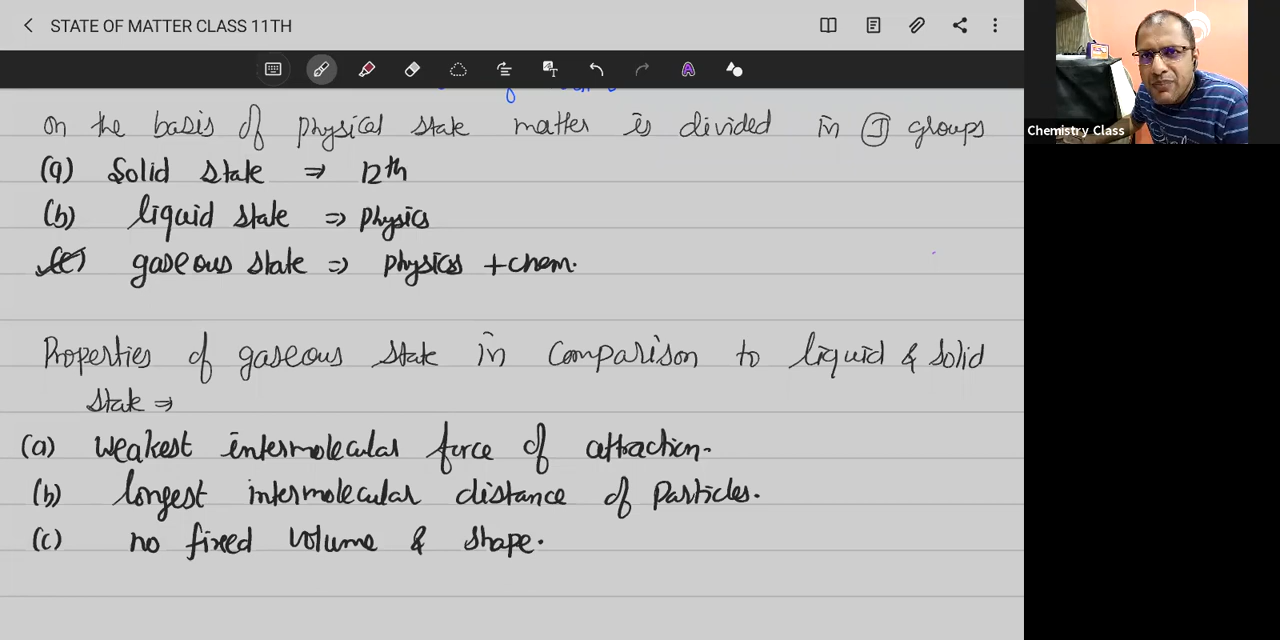 STATE OF MATTER CLASS 11TH
on the basis of physical state matter is divided in ③ groups
(a) Solid state ⇒ 12th
(b) liquid state ⇒ physics
(c) gaseous state ⇒ physics + chem.
Properties of gaseous state in comparison to liquid & solid
state ⇒
(a) weakest intermolecular force of attraction.
(b) longest intermolecular distance of particles.
(c) no fixed volume & shape.
Chemistry Class